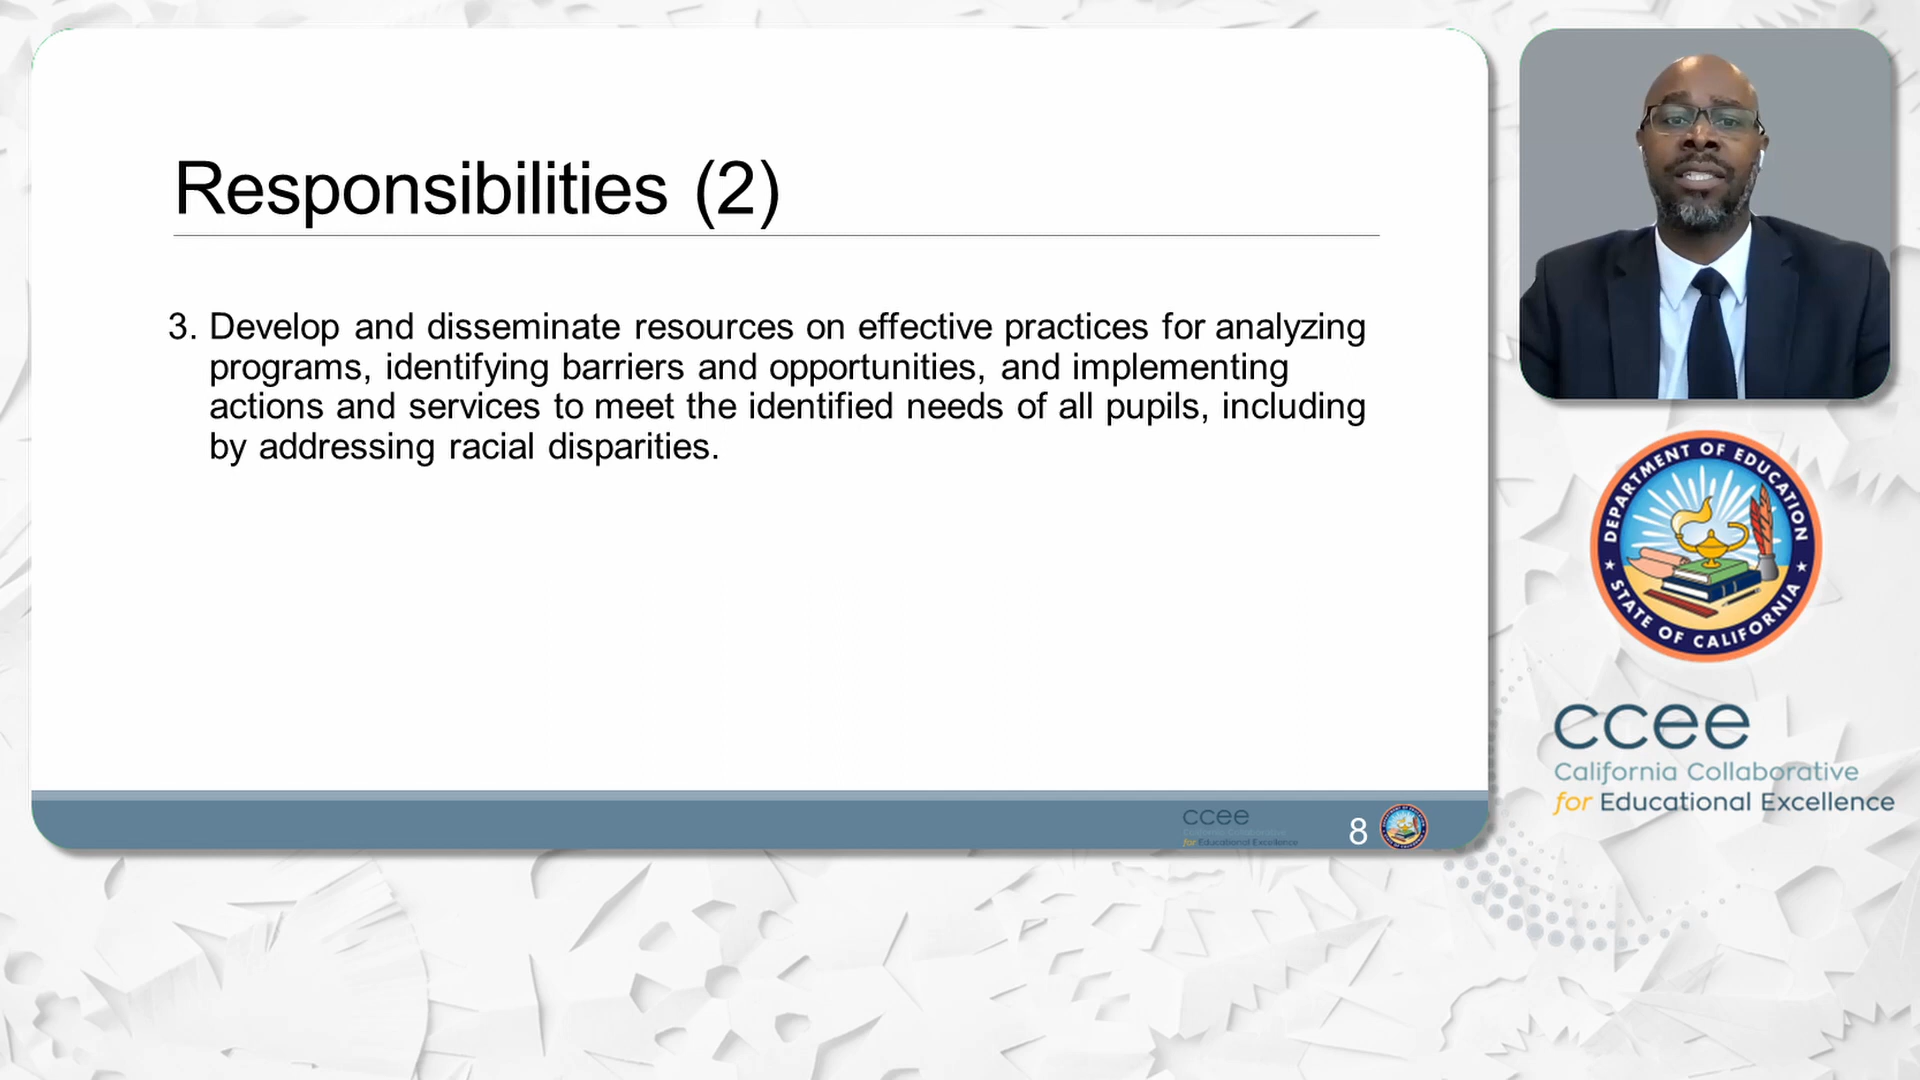 Responsibilities (2)
3. Develop and disseminate resources on effective practices for analyzing
programs, identifying barriers and opportunities, and implementing
actions and services to meet the identified needs of all pupils, including
by addressing racial disparities.
ccee
California Collaborative
for Educational Excellence
8
DEPARTMENT OF EDUCATION
STATE OF CALIFORNIA
ccee
California Collaborative
for Educational Excellence